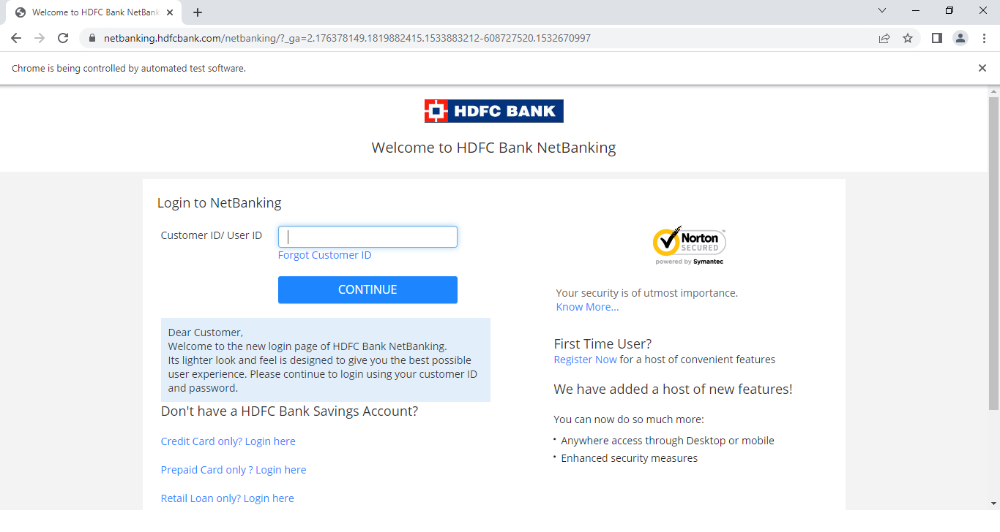 Welcome to HDFC Bank NetBank
netbanking.hdfcbank.com/netbanking/?_ga=2.176378149.1819882415.1533883212-608727520.1532670997
Chrome is being controlled by automated test software.
HDFC BANK
Welcome to HDFC Bank NetBanking
Login to NetBanking
Customer ID/ User ID
Forgot Customer ID
CONTINUE
Dear Customer,
Welcome to the new login page of HDFC Bank NetBanking.
Its lighter look and feel is designed to give you the best possible
user experience. Please continue to login using your customer ID
and password.
Don't have a HDFC Bank Savings Account?
Credit Card only? Login here
Prepaid Card only ? Login here
Retail Loan only? Login here
Norton
SECURED
powered by Symantec
Your security is of utmost importance.
Know More...
First Time User?
Register Now for a host of convenient features
We have added a host of new features!
You can now do so much more:
• Anywhere access through Desktop or mobile
• Enhanced security measures